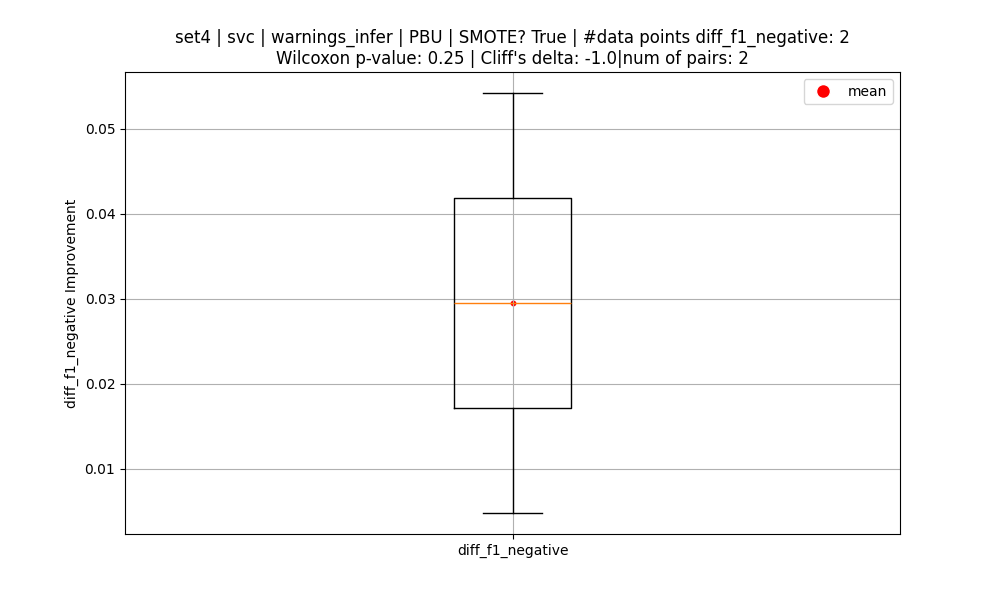 set4 | svc | warnings_infer | PBU | SMOTE? True | #data points diff_f1_negative: 2
Wilcoxon p-value: 0.25 | Cliff's delta: -1.0|num of pairs: 2
mean
0.05
0.04
0.03
0.02
0.01
diff_f1_negative Improvement
diff_f1_negative